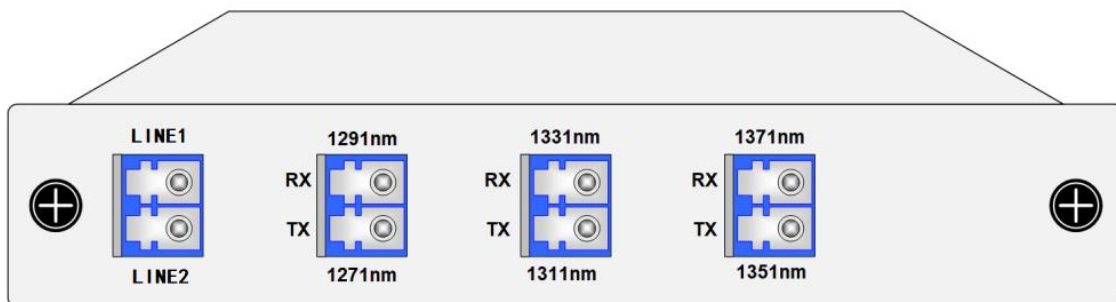 LINE1 1291nm 1331nm 1371nm
RX RX RX
TX TX TX
LINE2 1271nm 1311nm 1351nm